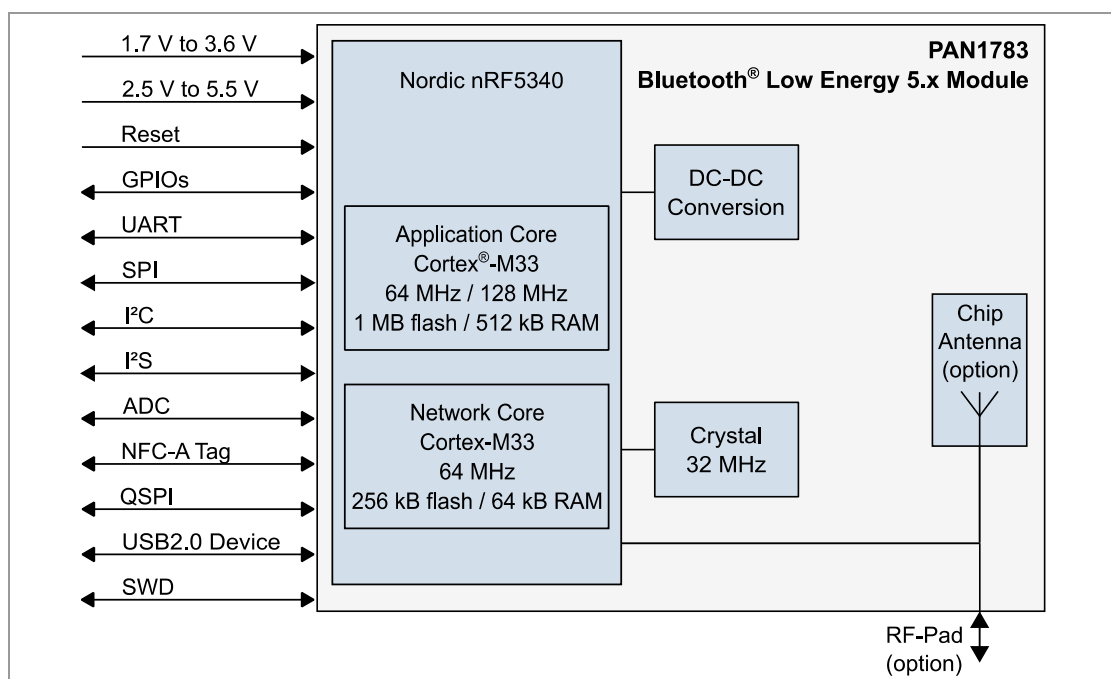 1.7 V to 3.6 V
2.5 V to 5.5 V
Reset
GPIOs
UART
SPI
I²C
I²S
ADC
NFC-A Tag
QSPI
USB2.0 Device
SWD
Nordic nRF5340
Application Core
Cortex®-M33
64 MHz / 128 MHz
1 MB flash / 512 kB RAM
Network Core
Cortex-M33
64 MHz
256 kB flash / 64 kB RAM
PAN1783
Bluetooth® Low Energy 5.x Module
DC-DC
Conversion
Crystal
32 MHz
Chip
Antenna
(option)
RF-Pad
(option)